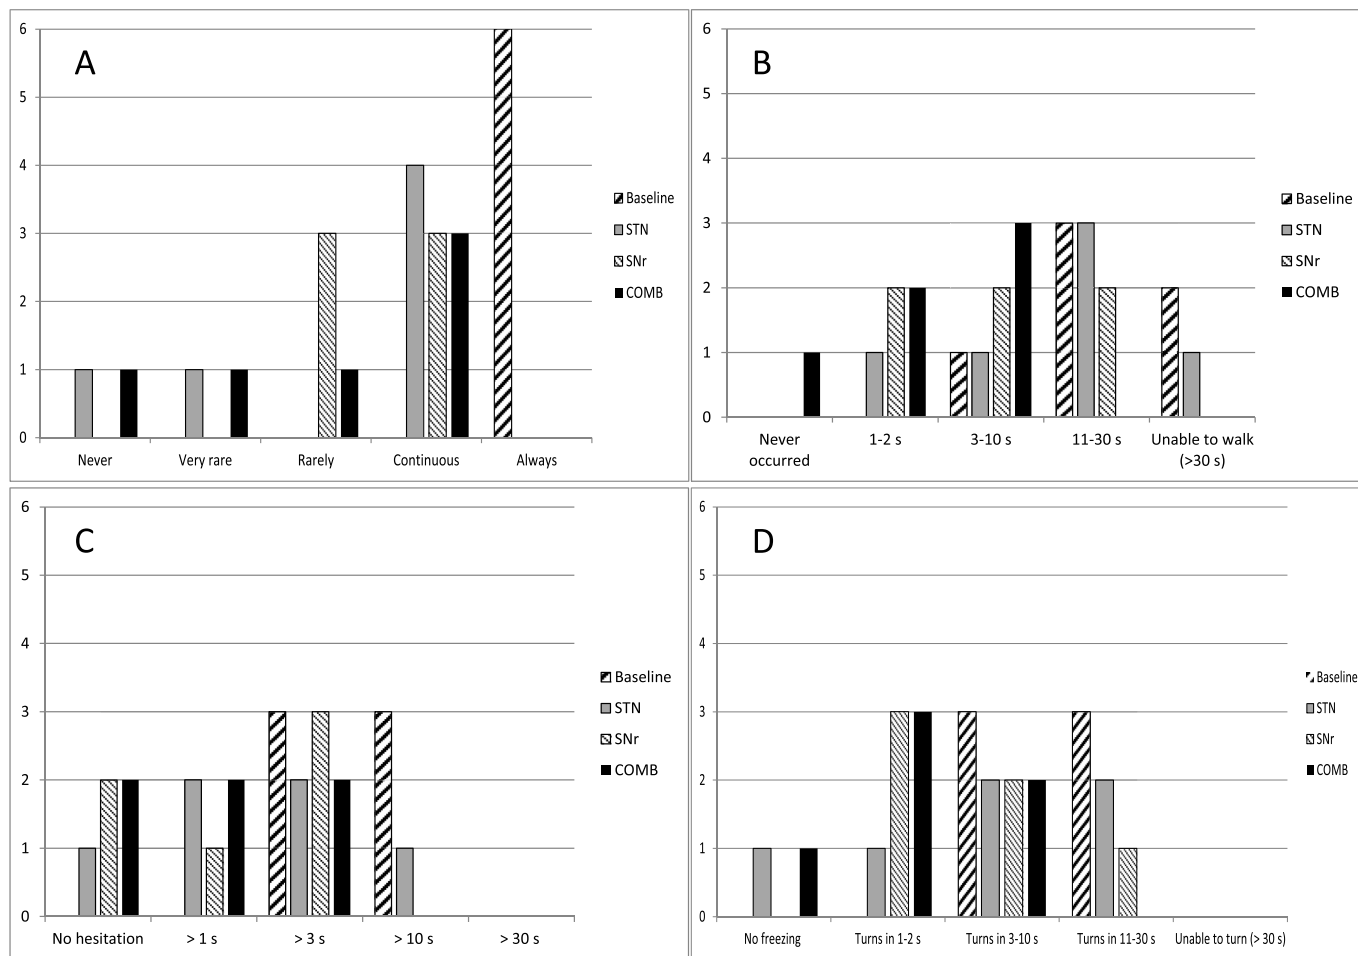 A
6
5
4
3
2
1
0
Never Very rare Rarely Continuous Always
Baseline
STN
SNr
COMB
B
6
5
4
3
2
1
0
Never 1-2 s 3-10 s 11-30 s Unable to walk
occurred (>30 s)
Baseline
STN
SNr
COMB
C
6
5
4
3
2
1
0
No hesitation > 1 s > 3 s > 10 s > 30 s
Baseline
STN
SNr
COMB
D
6
5
4
3
2
1
0
No freezing Turns in 1-2 s Turns in 3-10 s Turns in 11-30 s Unable to turn (> 30 s)
Baseline
STN
SNr
COMB